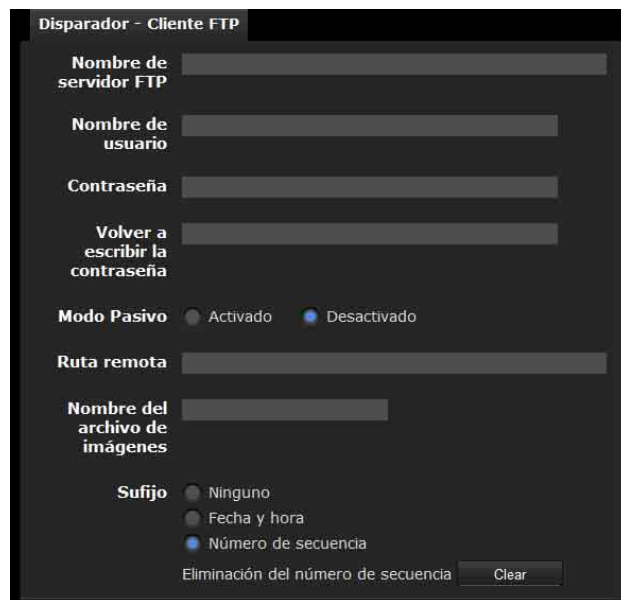 Disparador - Cliente FTP
Nombre de
servidor FTP
Nombre de
usuario
Contraseña
Volver a
escribir la
contraseña
Modo Pasivo Activado Desactivado
Ruta remota
Nombre del
archivo de
imágenes
Sufijo Ninguno
Fecha y hora
Número de secuencia
Eliminación del número de secuencia Clear